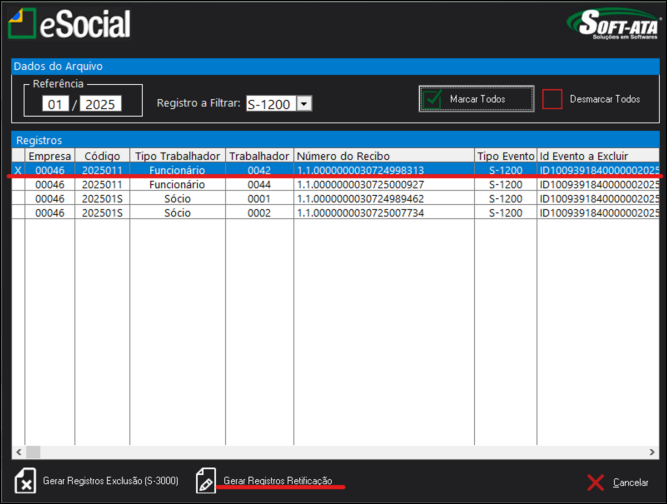 eSocial
SOFT-ATA
Soluções em Softwares
Dados do Arquivo
Referência
01 / 2025
Registro a Filtrar: S-1200
Marcar Todos
Desmarcar Todos
Registros
Empresa Código Tipo Trabalhador Trabalhador Número do Recibo Tipo Evento Id Evento a Excluir
X 00046 2025011 Funcionário 0042 1.1.0000000030724998313 S-1200 ID1009391840000002025
00046 2025011 Funcionário 0044 1.1.0000000030725000927 S-1200 ID1009391840000002025
00046 202501S Sócio 0001 1.1.0000000030724989462 S-1200 ID1009391840000002025
00046 202501S Sócio 0002 1.1.0000000030725007734 S-1200 ID1009391840000002025
Gerar Registros Exclusão (S-3000)
Gerar Registros Retificação
Cancelar